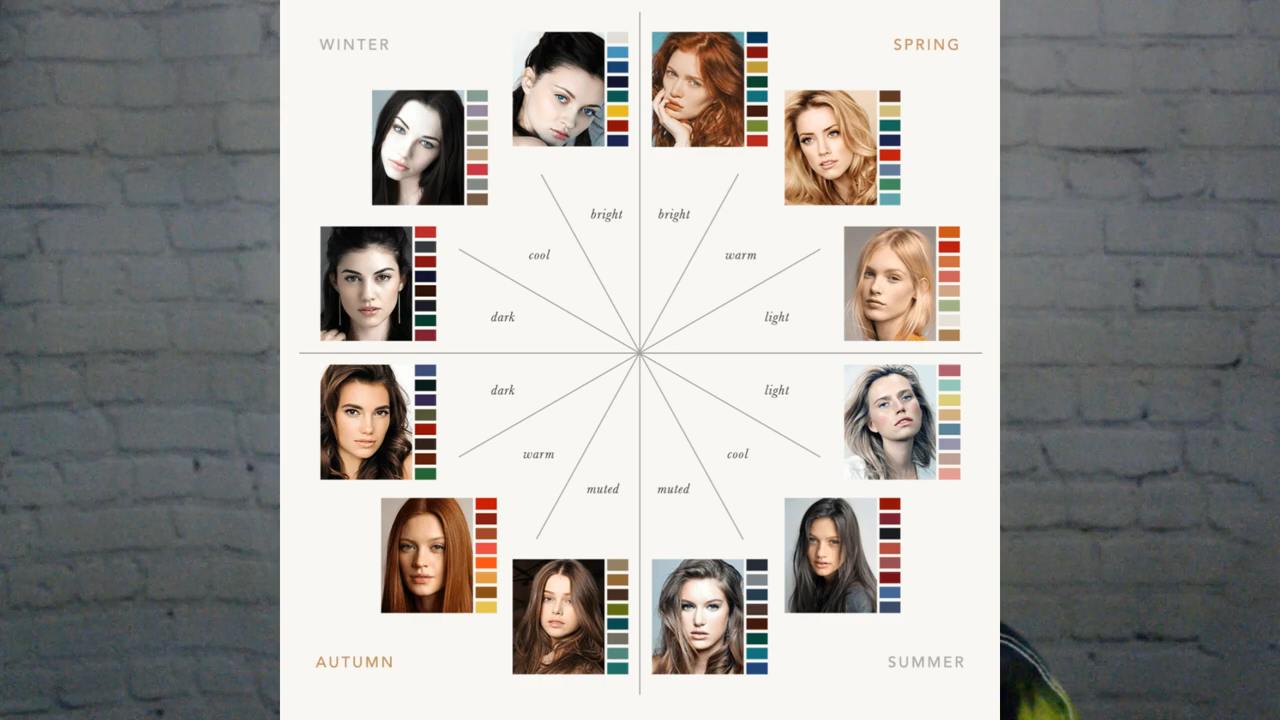 WINTER
SPRING
bright
bright
cool
warm
dark
light
dark
light
warm
cool
muted
muted
AUTUMN
SUMMER